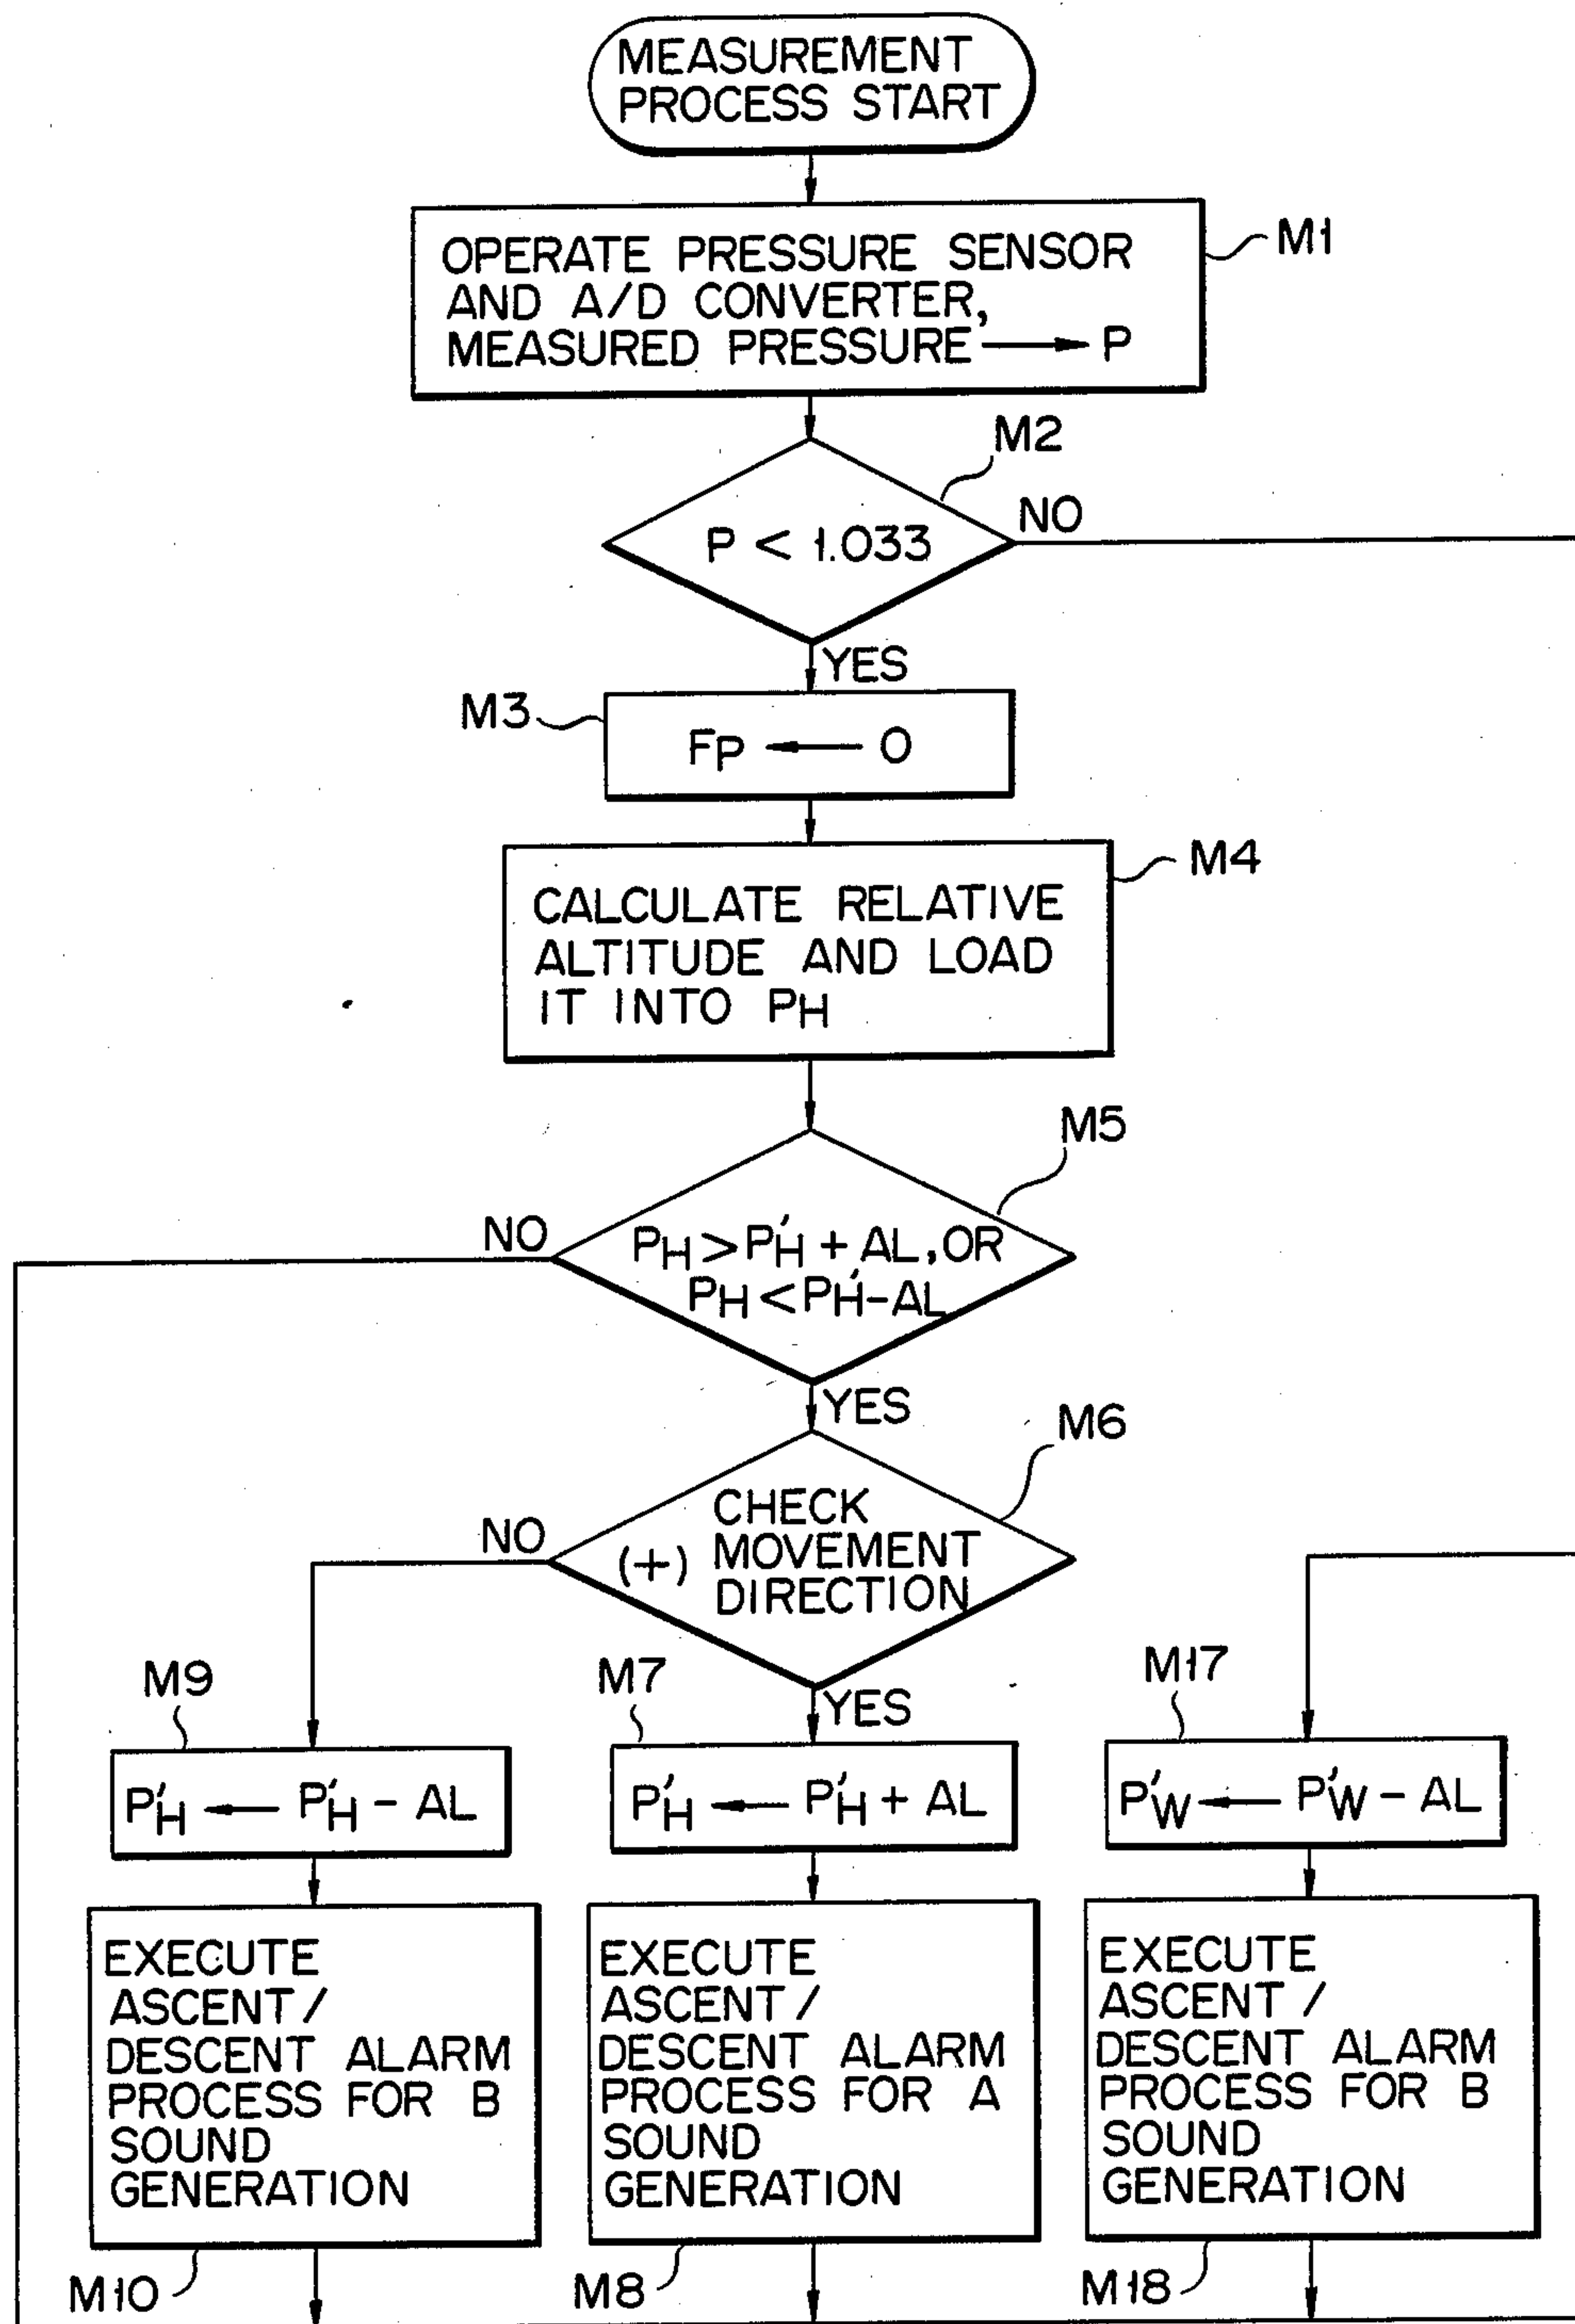 MEASUREMENT
PROCESS START
OPERATE PRESSURE SENSOR
AND A/D CONVERTER,
MEASURED PRESSURE → P
M1
M2
P < 1.033
NO
YES
M3
FP ← 0
M4
CALCULATE RELATIVE
ALTITUDE AND LOAD
IT INTO PH
M5
NO
PH > P'H + AL, OR
PH < P'H - AL
YES
M6
NO
(+)
CHECK
MOVEMENT
DIRECTION
YES
M9
P'H ← P'H - AL
M7
P'H ← P'H + AL
M17
P'W ← P'W - AL
EXECUTE
ASCENT/
DESCENT ALARM
PROCESS FOR B
SOUND
GENERATION
M10
EXECUTE
ASCENT/
DESCENT ALARM
PROCESS FOR A
SOUND
GENERATION
M8
EXECUTE
ASCENT/
DESCENT ALARM
PROCESS FOR B
SOUND
GENERATION
M18